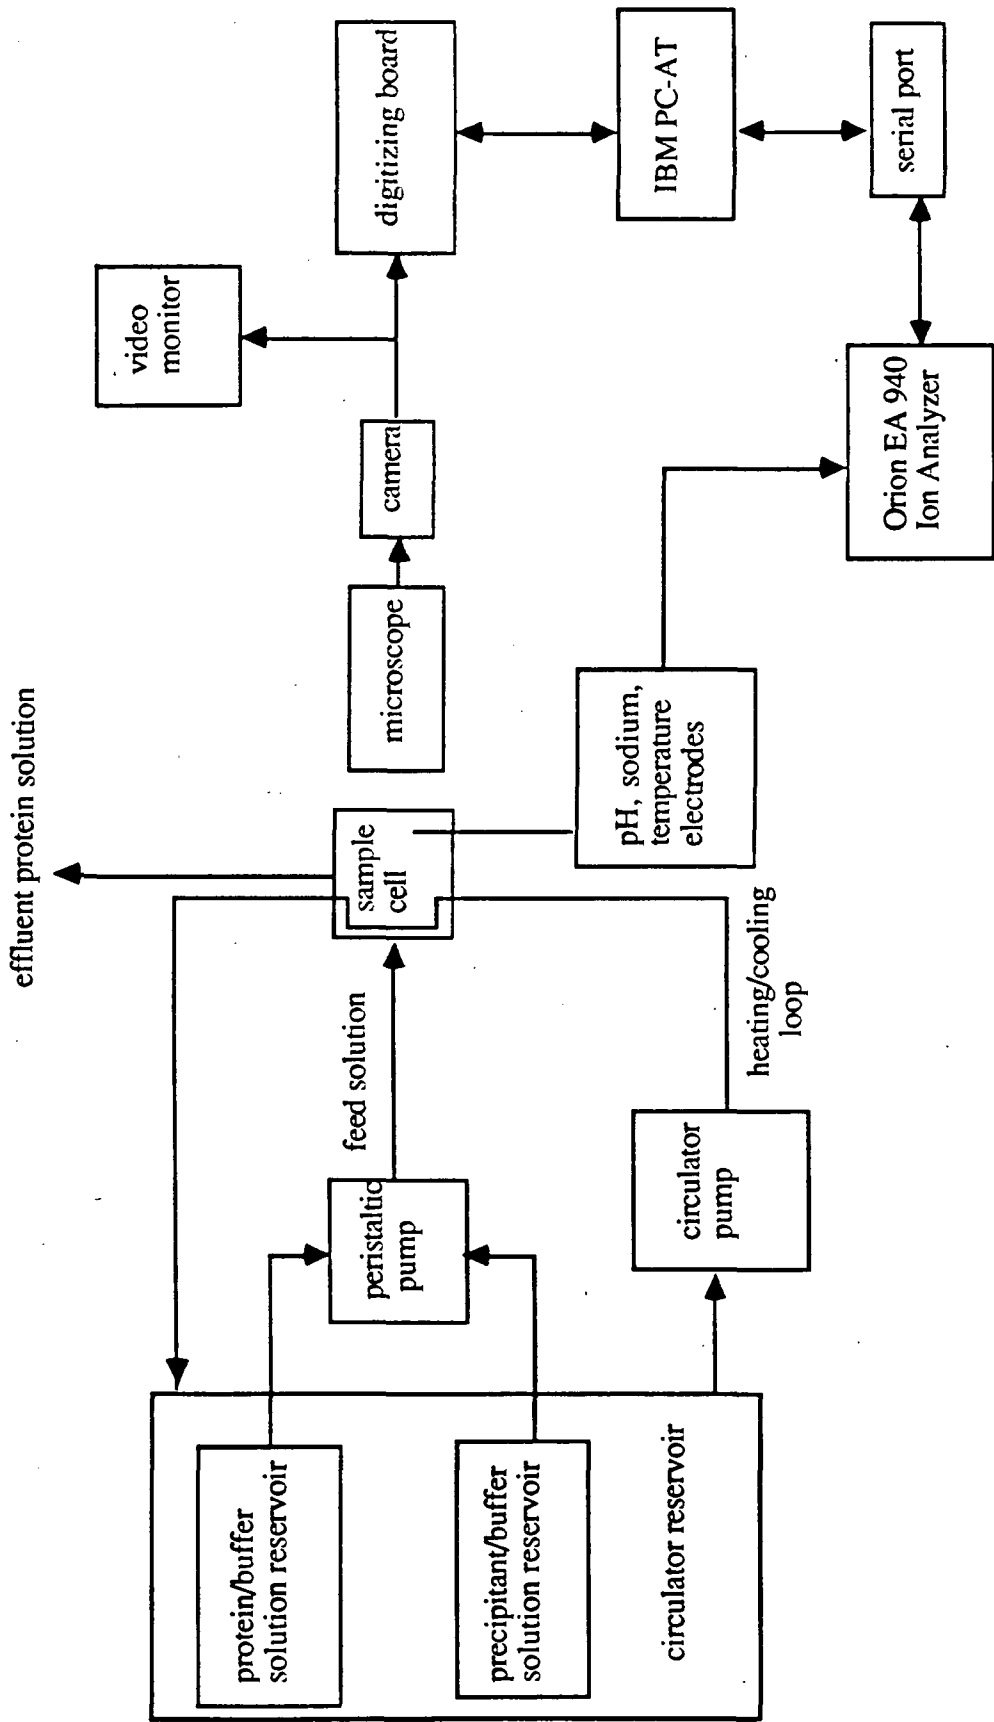 protein/buffer
solution reservoir
precipitant/buffer
solution reservoir
circulator reservoir
peristaltic
pump
circulator
pump
feed solution
heating/cooling
loop
effluent protein solution
sample
cell
pH, sodium,
temperature
electrodes
microscope
camera
video
monitor
digitizing board
IBM PC-AT
serial port
Orion EA 940
Ion Analyzer